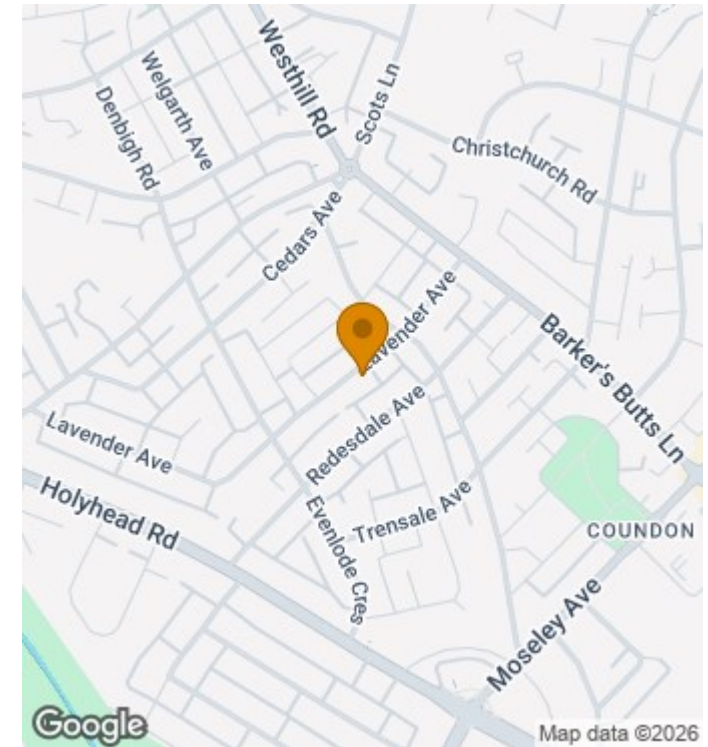 Westhill Rd
Scots Ln
Welgarth Ave
Denbigh Rd
Christchurch Rd
Cedars Ave
Lavender Ave
Barker's Butts Ln
Redesdale Ave
Lavender Ave
Holyhead Rd
Evenlode Cres
Trensale Ave
COUNDON
Moseley Ave
Google
Map data ©2026